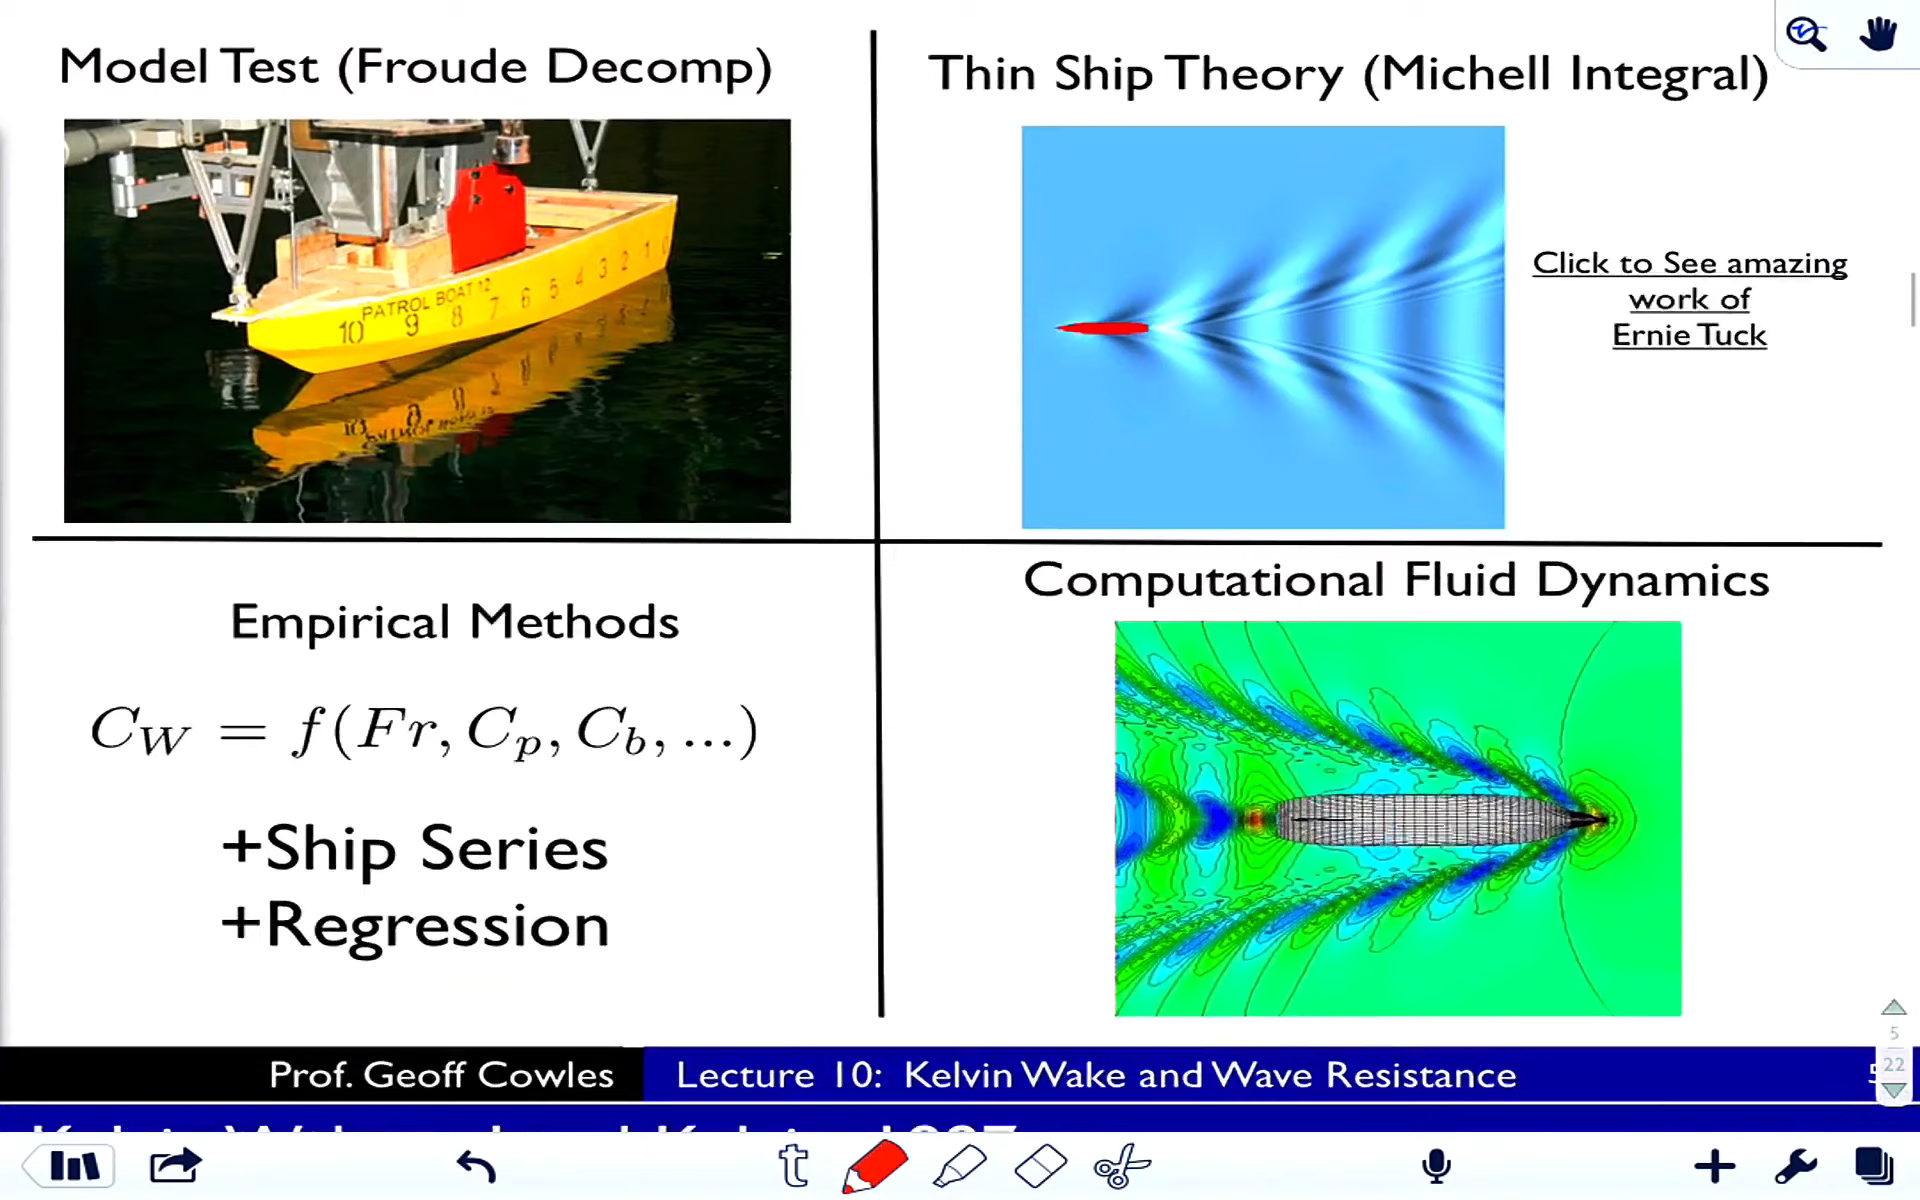 Model Test (Froude Decomp)
PATROL BOAT 12
10 9 8 7 6 5 4 3 2 1 0
Thin Ship Theory (Michell Integral)
Click to See amazing
work of
Ernie Tuck
Empirical Methods
C_W = f(Fr, C_p, C_b, ...)
+Ship Series
+Regression
Computational Fluid Dynamics
Prof. Geoff Cowles
Lecture 10: Kelvin Wake and Wave Resistance
5
5
22
t